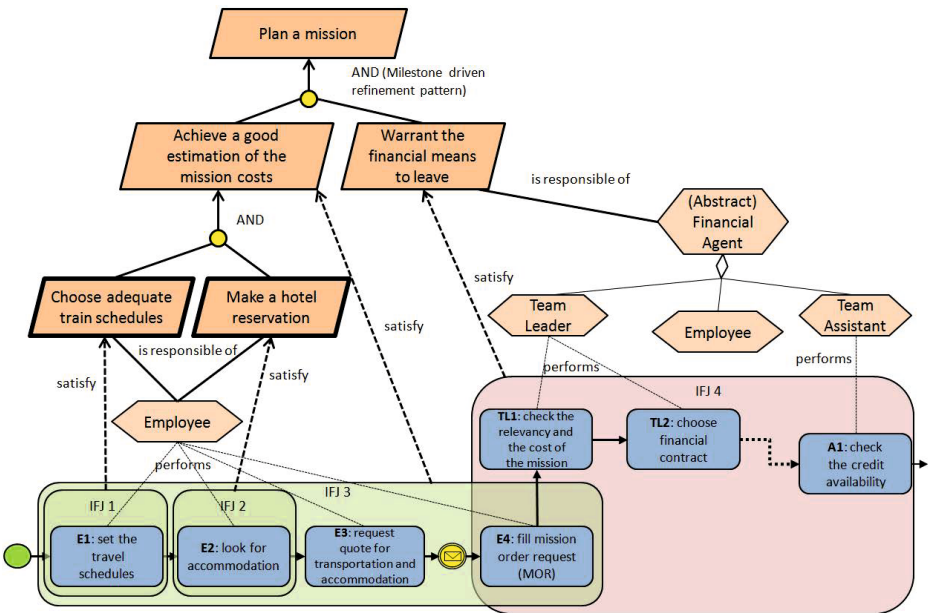 Plan a mission
AND (Milestone driven
refinement pattern)
Achieve a good
estimation of the
mission costs
Warrant the
financial means
to leave
is responsible of
(Abstract)
Financial
Agent
AND
satisfy
Choose adequate
train schedules
Make a hotel
reservation
Team
Leader
Employee
Team
Assistant
satisfy
is responsible of
satisfy
satisfy
performs
performs
Employee
IFJ 4
TL1: check the
relevancy and
the cost of
the mission
TL2: choose
financial
contract
A1: check
the credit
availability
performs
IFJ 1
IFJ 2
IFJ 3
E1: set the
travel
schedules
E2: look for
accommodation
E3: request
quote for
transportation and
accommodation
E4: fill mission
order request
(MOR)